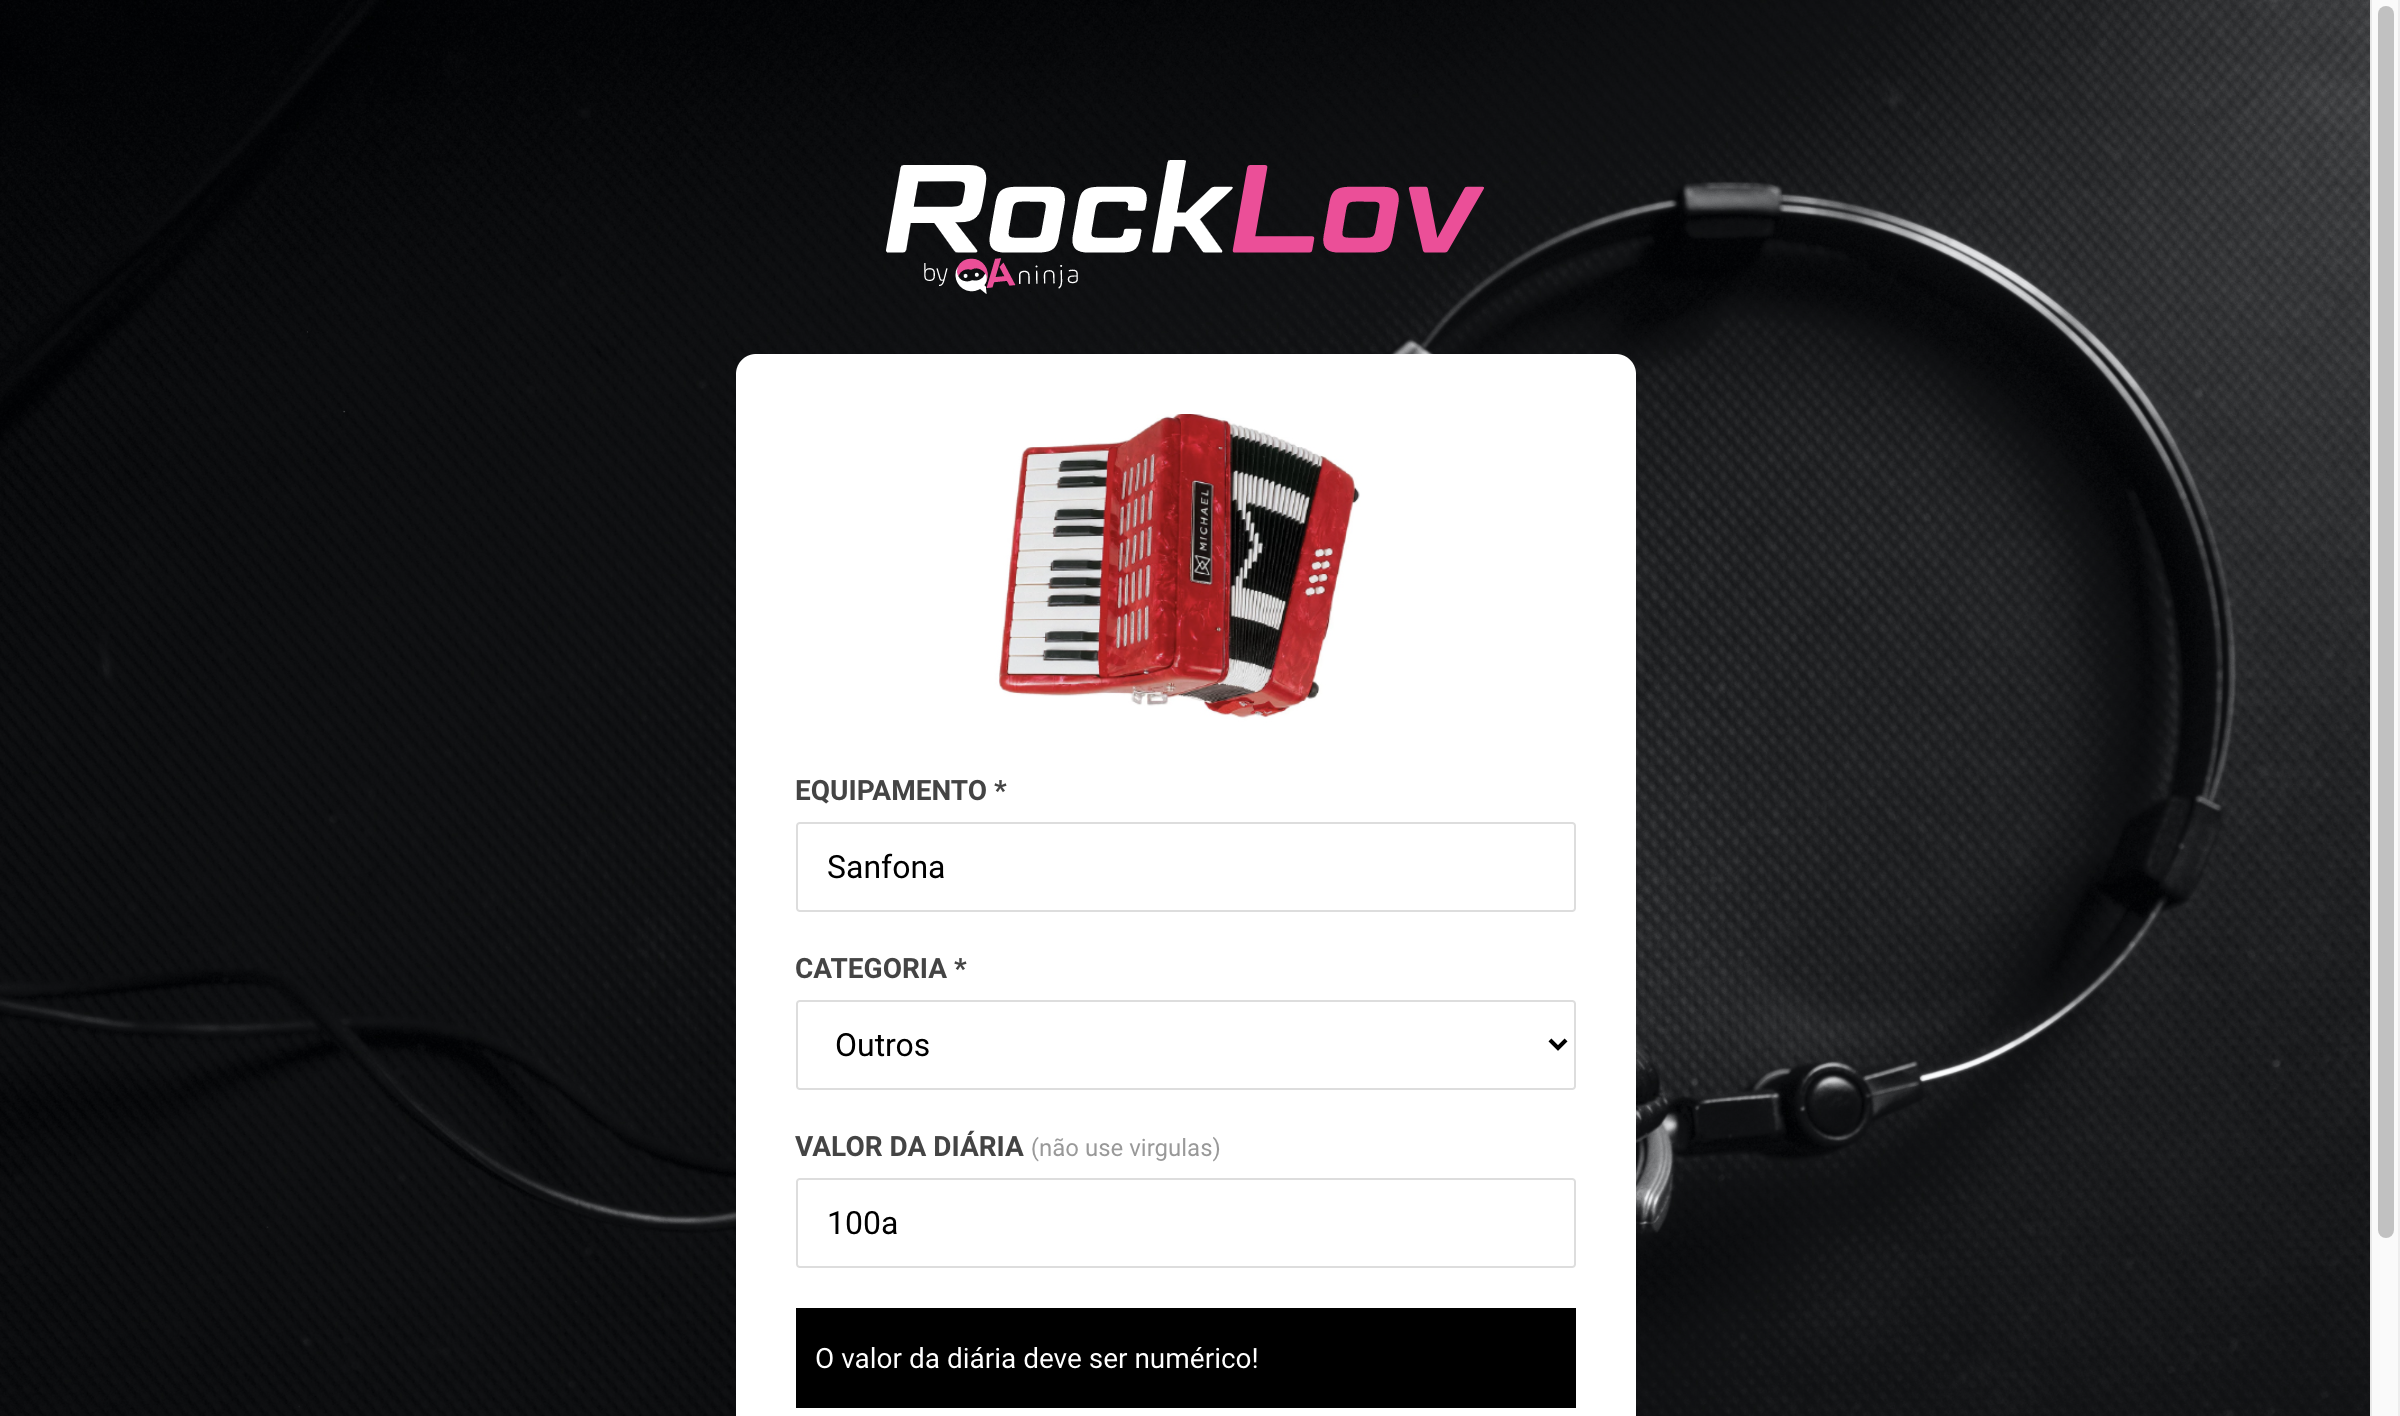 RockLov
by QAninja
MICHAEL
EQUIPAMENTO *
Sanfona
CATEGORIA *
Outros
VALOR DA DIÁRIA (não use virgulas)
100a
O valor da diária deve ser numérico!